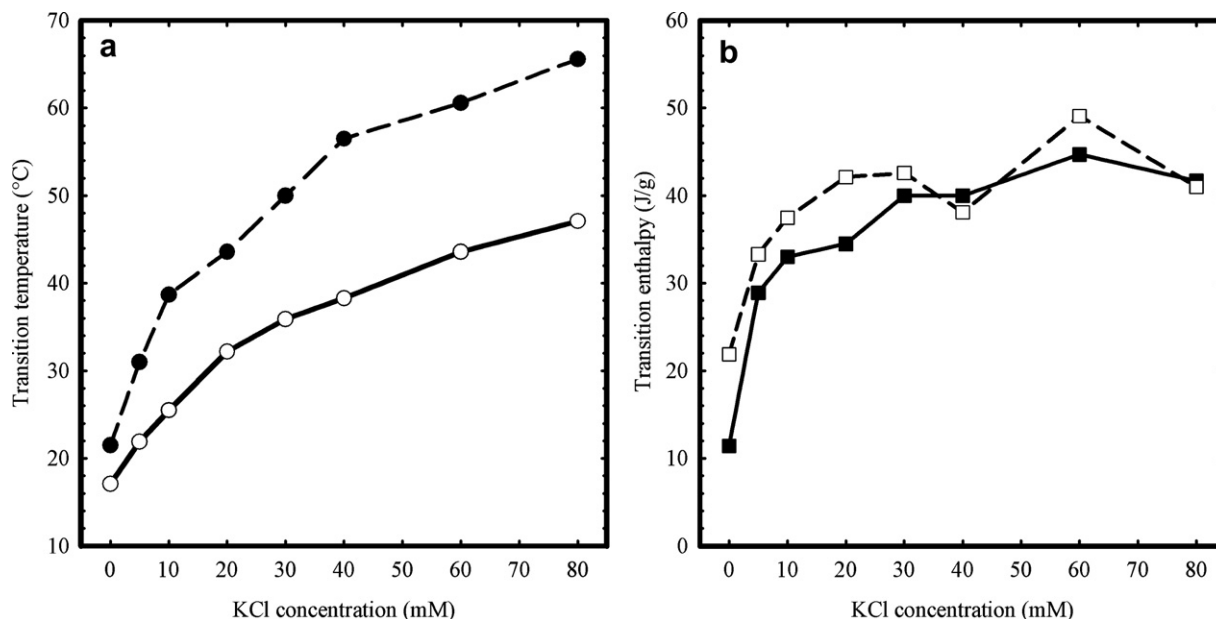 a
70
60
50
40
30
20
10
Transition temperature (°C)
0 10 20 30 40 50 60 70 80
KCl concentration (mM)
b
60
50
40
30
20
10
0
Transition enthalpy (J/g)
0 10 20 30 40 50 60 70 80
KCl concentration (mM)